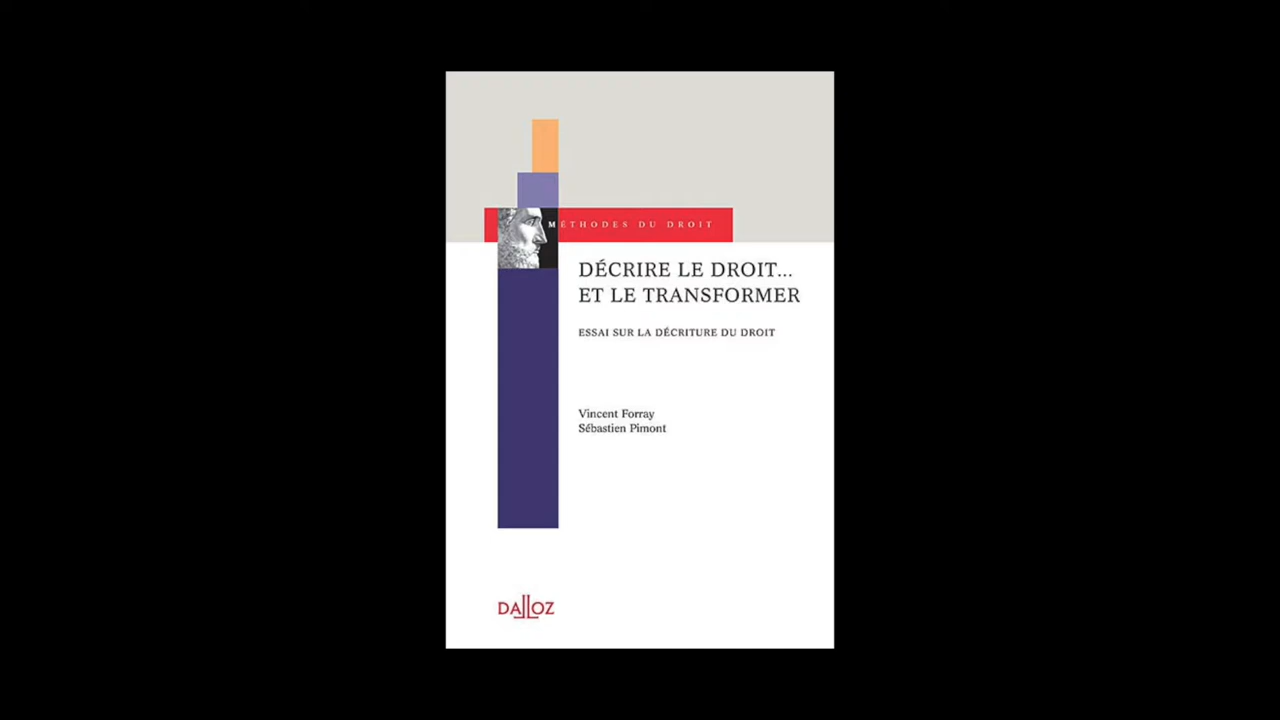 MÉTHODES DU DROIT
DÉCRIRE LE DROIT...
ET LE TRANSFORMER
ESSAI SUR LA DÉCRITURE DU DROIT
Vincent Forray
Sébastien Pimont
DALLOZ